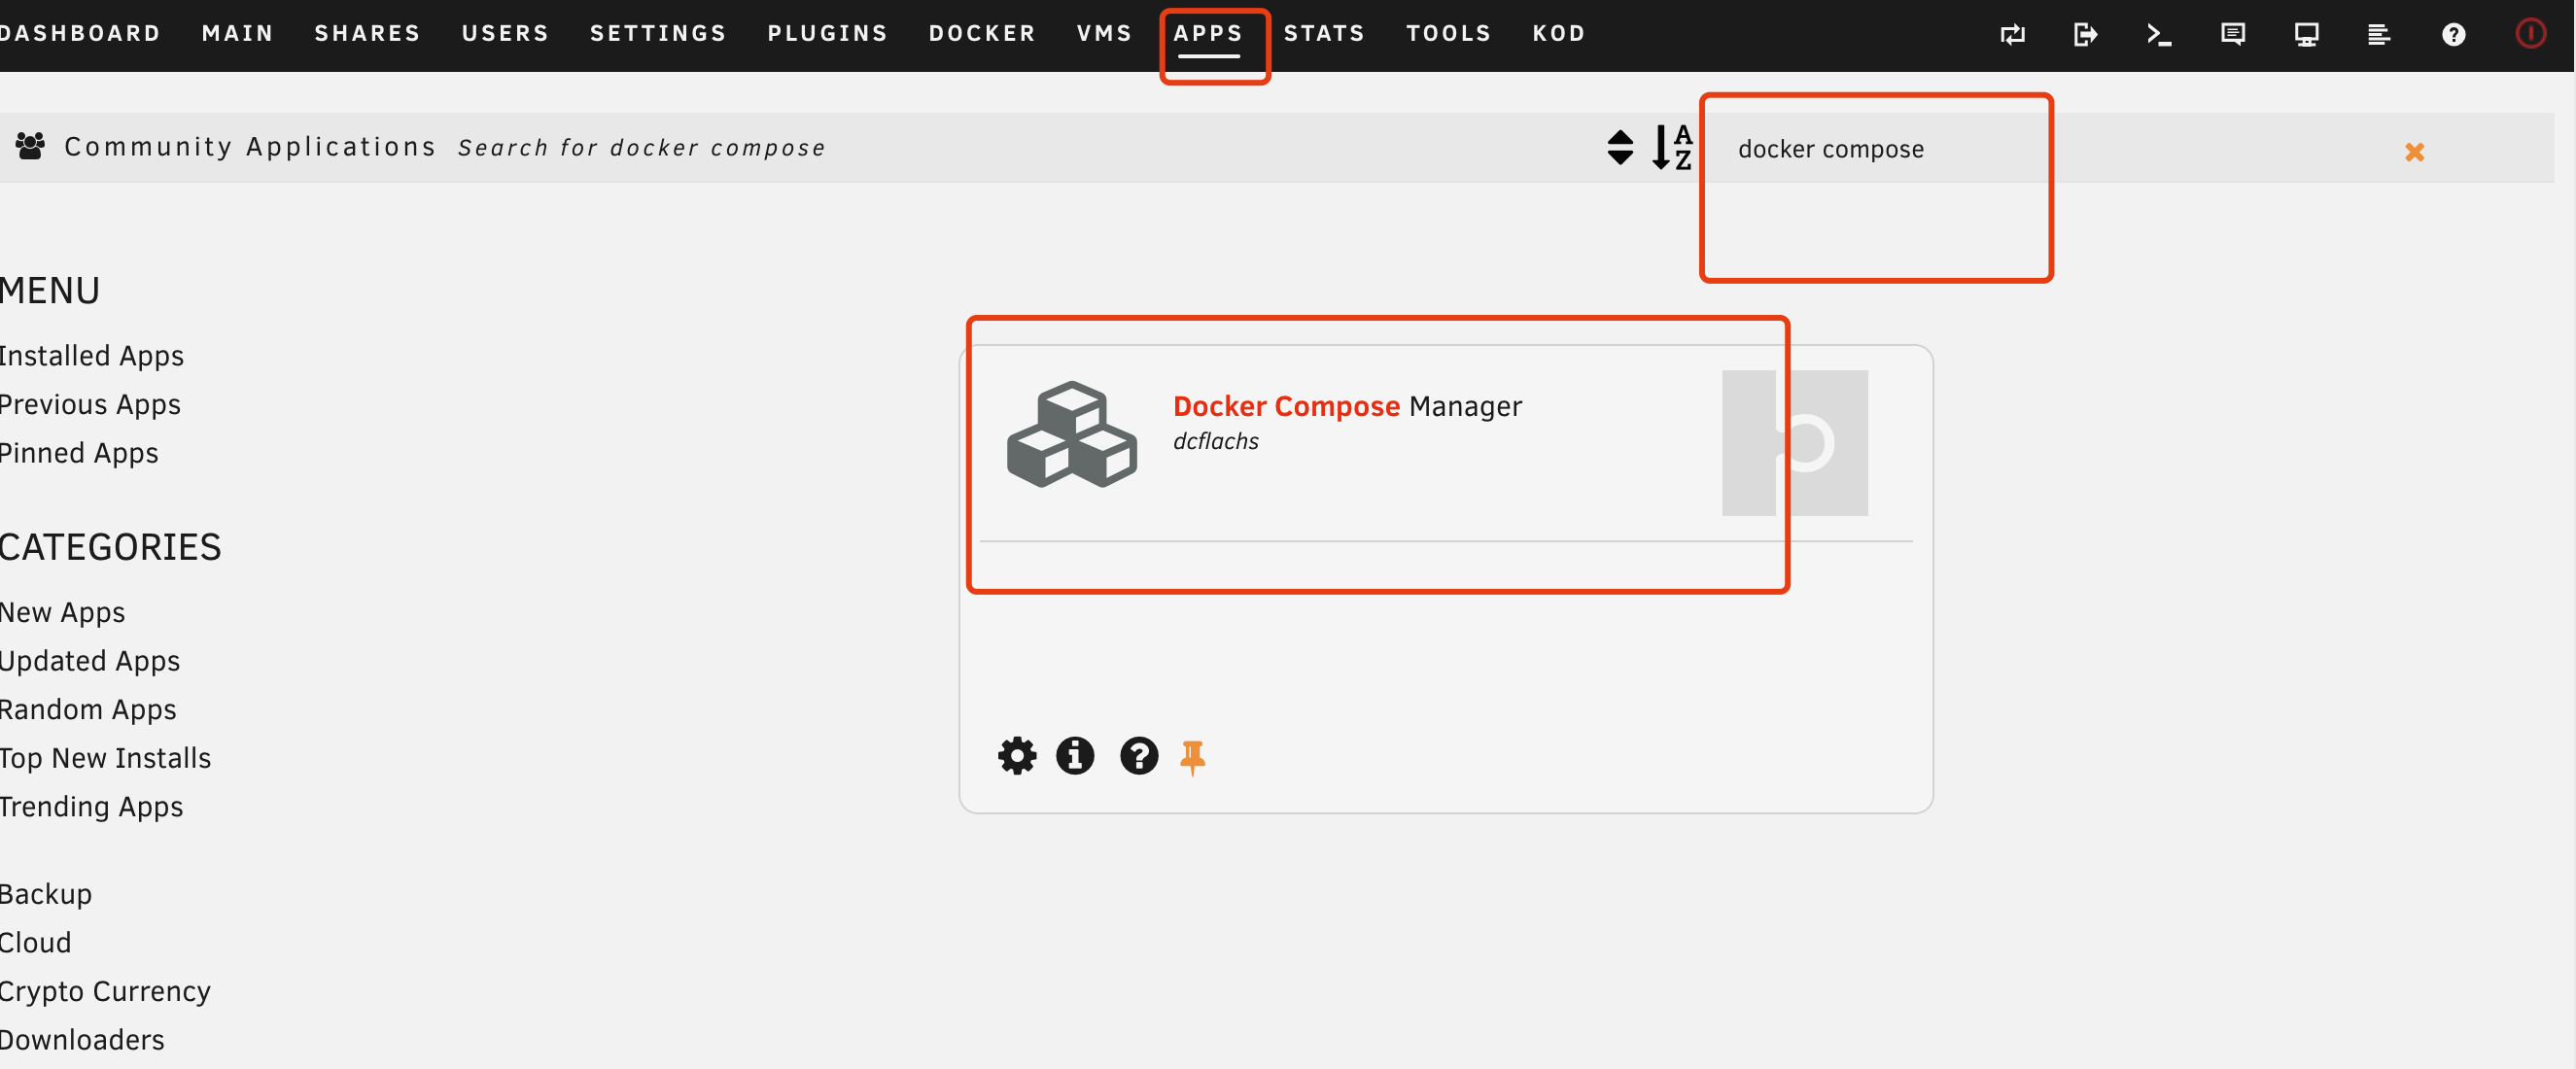 DASHBOARD MAIN SHARES USERS SETTINGS PLUGINS DOCKER VMS APPS STATS TOOLS KOD
Community Applications Search for docker compose
A
Z
docker compose
MENU
Installed Apps
Previous Apps
Pinned Apps
CATEGORIES
New Apps
Updated Apps
Random Apps
Top New Installs
Trending Apps
Backup
Cloud
Crypto Currency
Downloaders
Docker Compose Manager
dcflachs